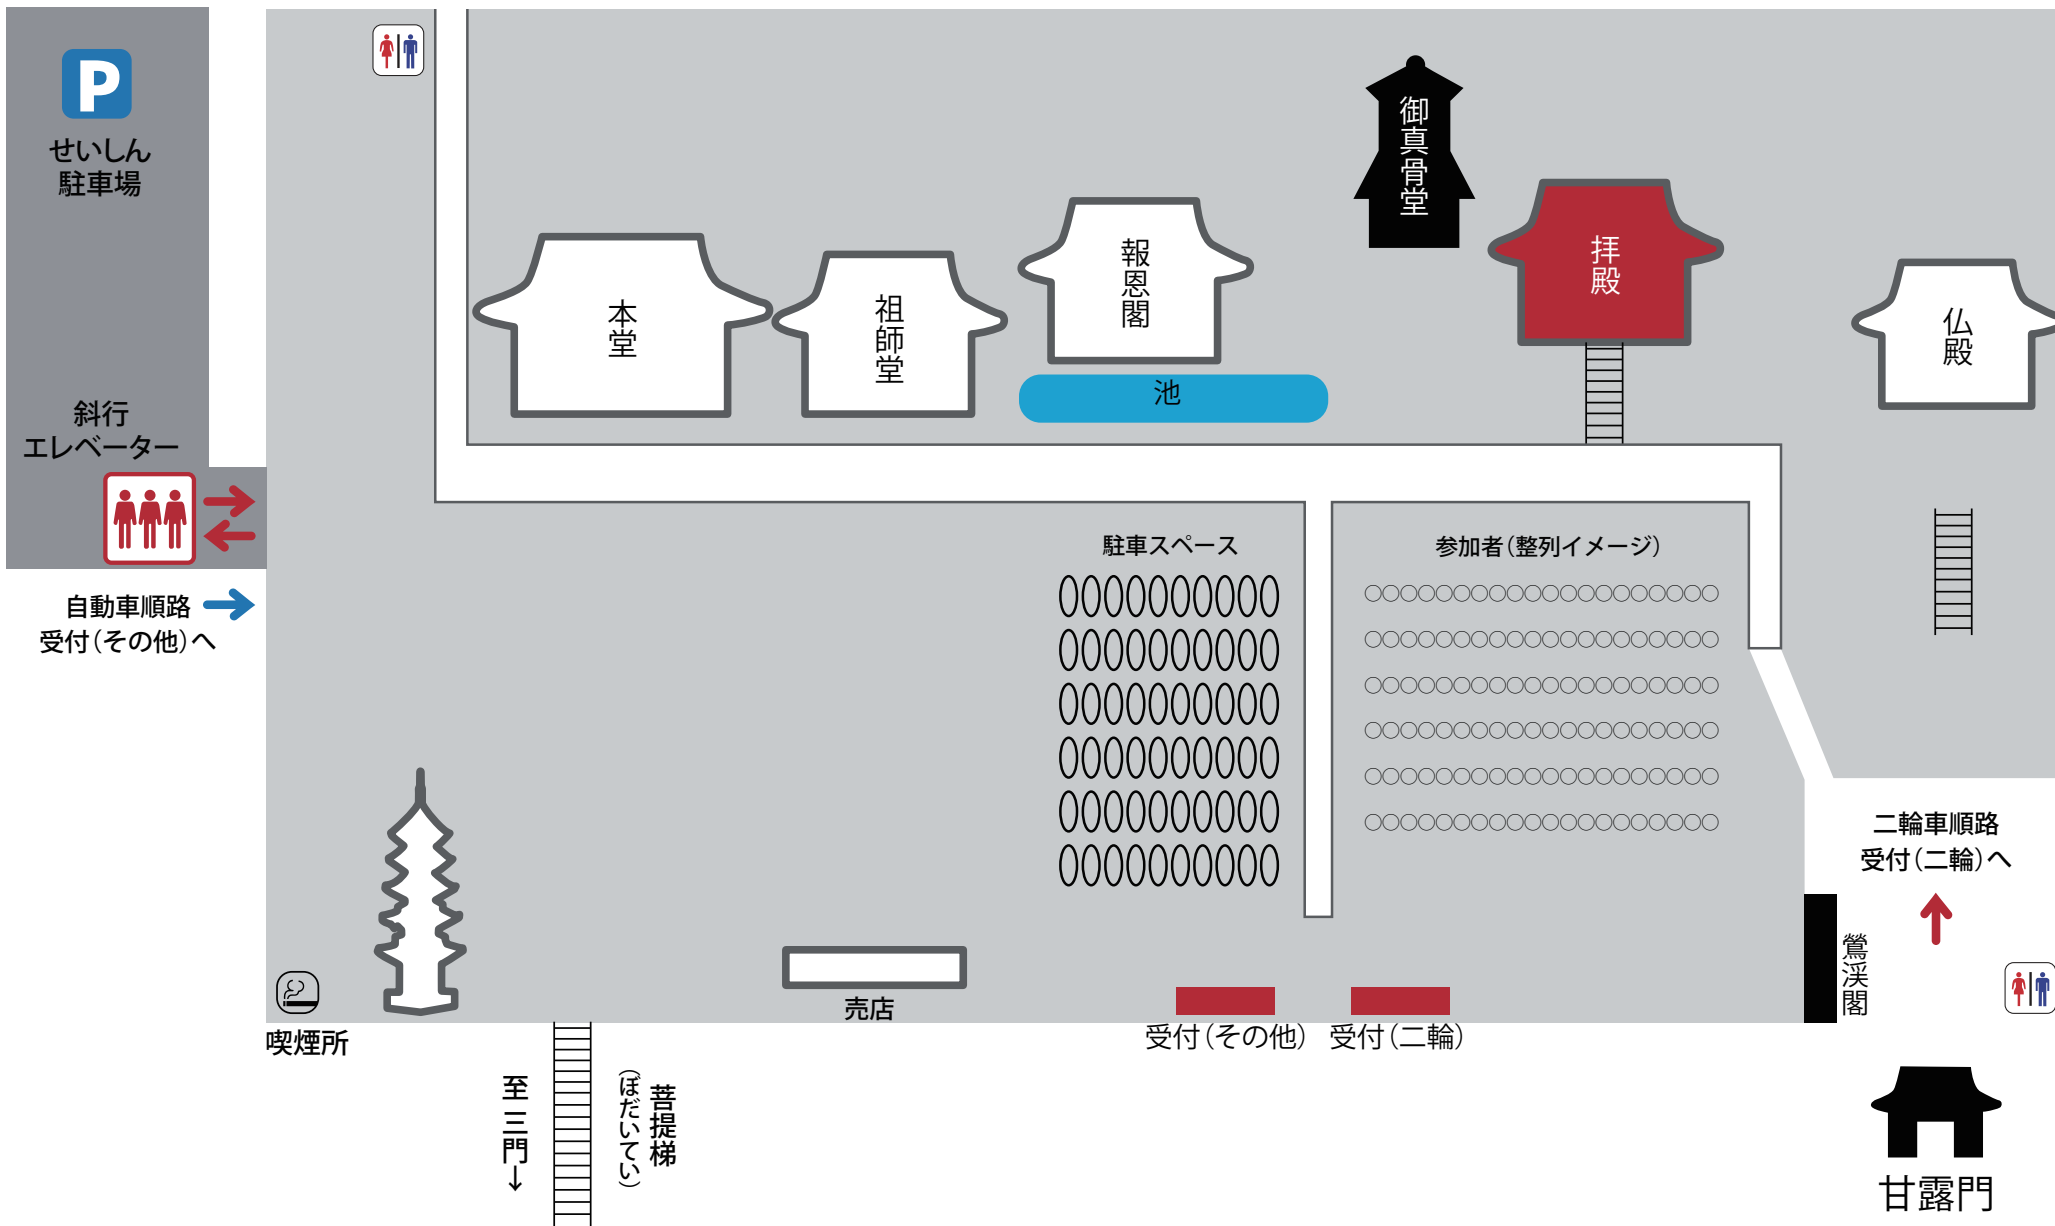 P
せいしん
駐車場
斜行
エレベーター
自動車順路
受付(その他)へ
本堂
祖師堂
報恩閣
池
御真骨堂
拝殿
仏殿
駐車スペース
参加者(整列イメージ)
二輪車順路
受付(二輪)へ
鶯渓閣
甘露門
売店
受付(その他)
受付(二輪)
喫煙所
至 三門→
菩提梯
(ぼだいてい)